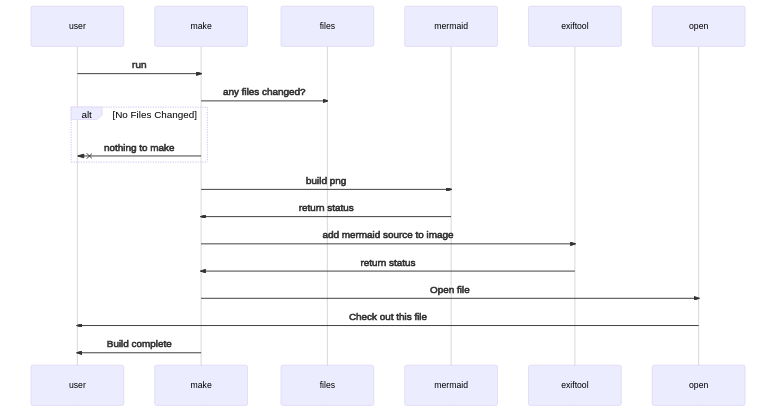 user make files mermaid exiftool open
run
any files changed?
alt [No Files Changed]
nothing to make
build png
return status
add mermaid source to image
return status
Open file
Check out this file
Build complete
user make files mermaid exiftool open